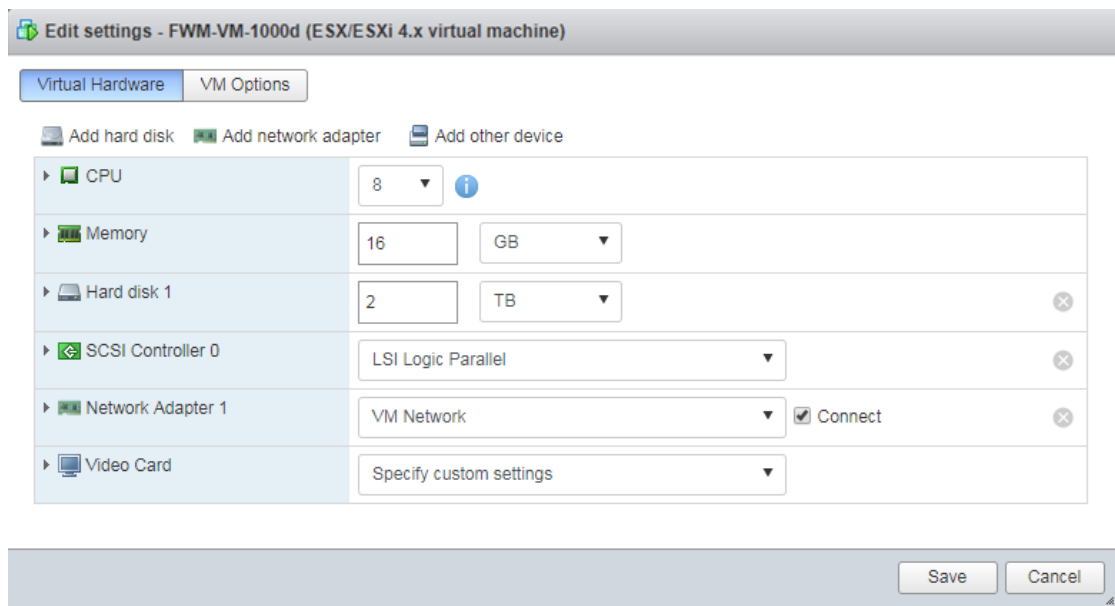 Edit settings - FWM-VM-1000d (ESX/ESXi 4.x virtual machine)
Virtual Hardware VM Options
Add hard disk Add network adapter Add other device
CPU 8
Memory 16 GB
Hard disk 1 2 TB
SCSI Controller 0 LSI Logic Parallel
Network Adapter 1 VM Network Connect
Video Card Specify custom settings
Save Cancel